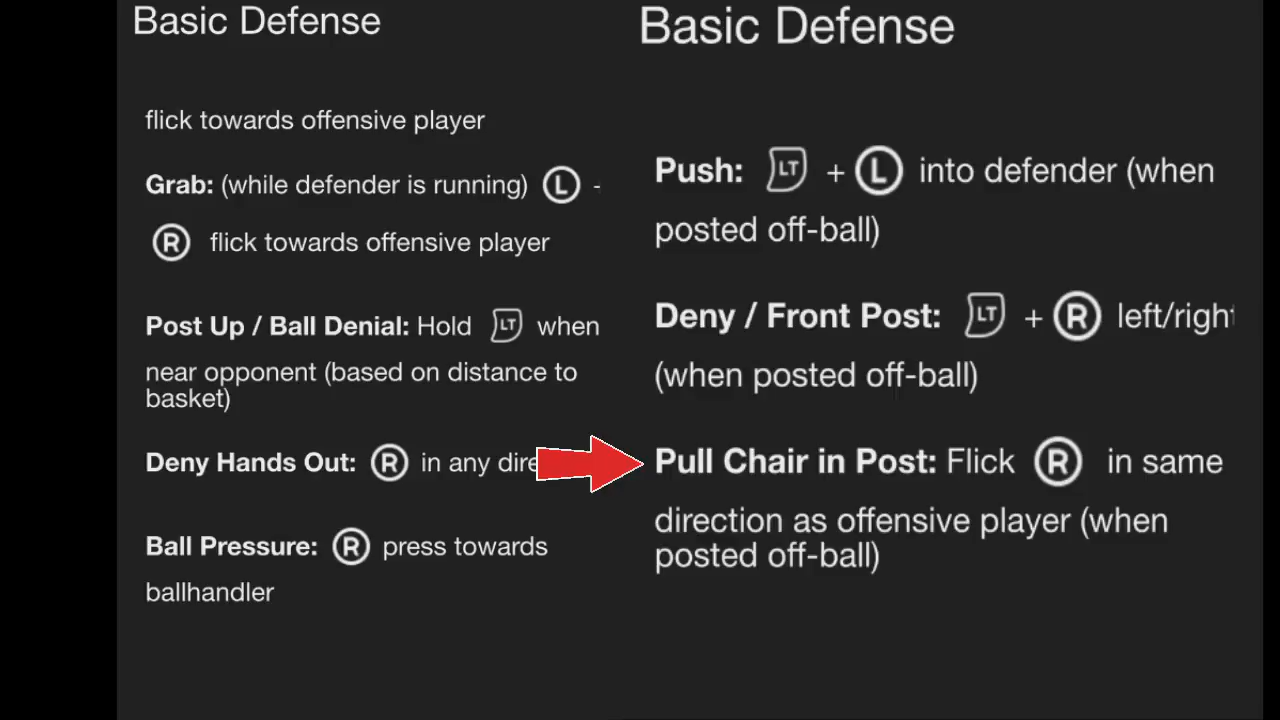 Basic Defense
flick towards offensive player
Grab: (while defender is running) L -
R flick towards offensive player
Post Up / Ball Denial: Hold LT when
near opponent (based on distance to
basket)
Deny Hands Out: R in any dire
Ball Pressure: R press towards
ballhandler
Basic Defense
Push: LT + L into defender (when
posted off-ball)
Deny / Front Post: LT + R left/right
(when posted off-ball)
Pull Chair in Post: Flick R in same
direction as offensive player (when
posted off-ball)